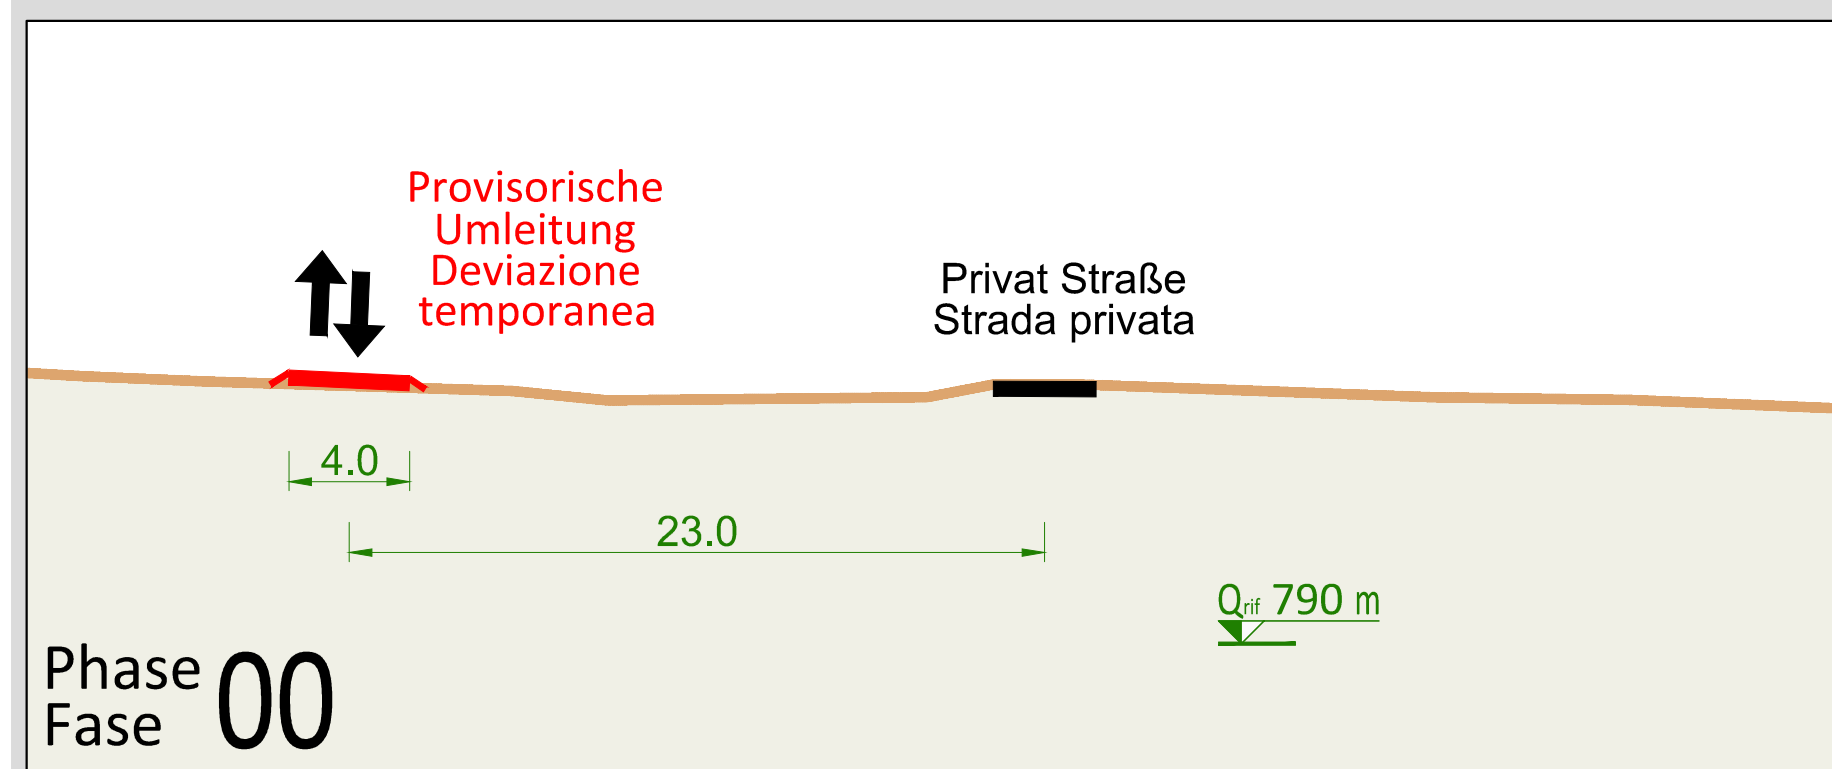 Provisorische
Umleitung
Deviazione
temporanea
Privat Straße
Strada privata
4.0
23.0
Qrif 790 m
Phase
Fase
00